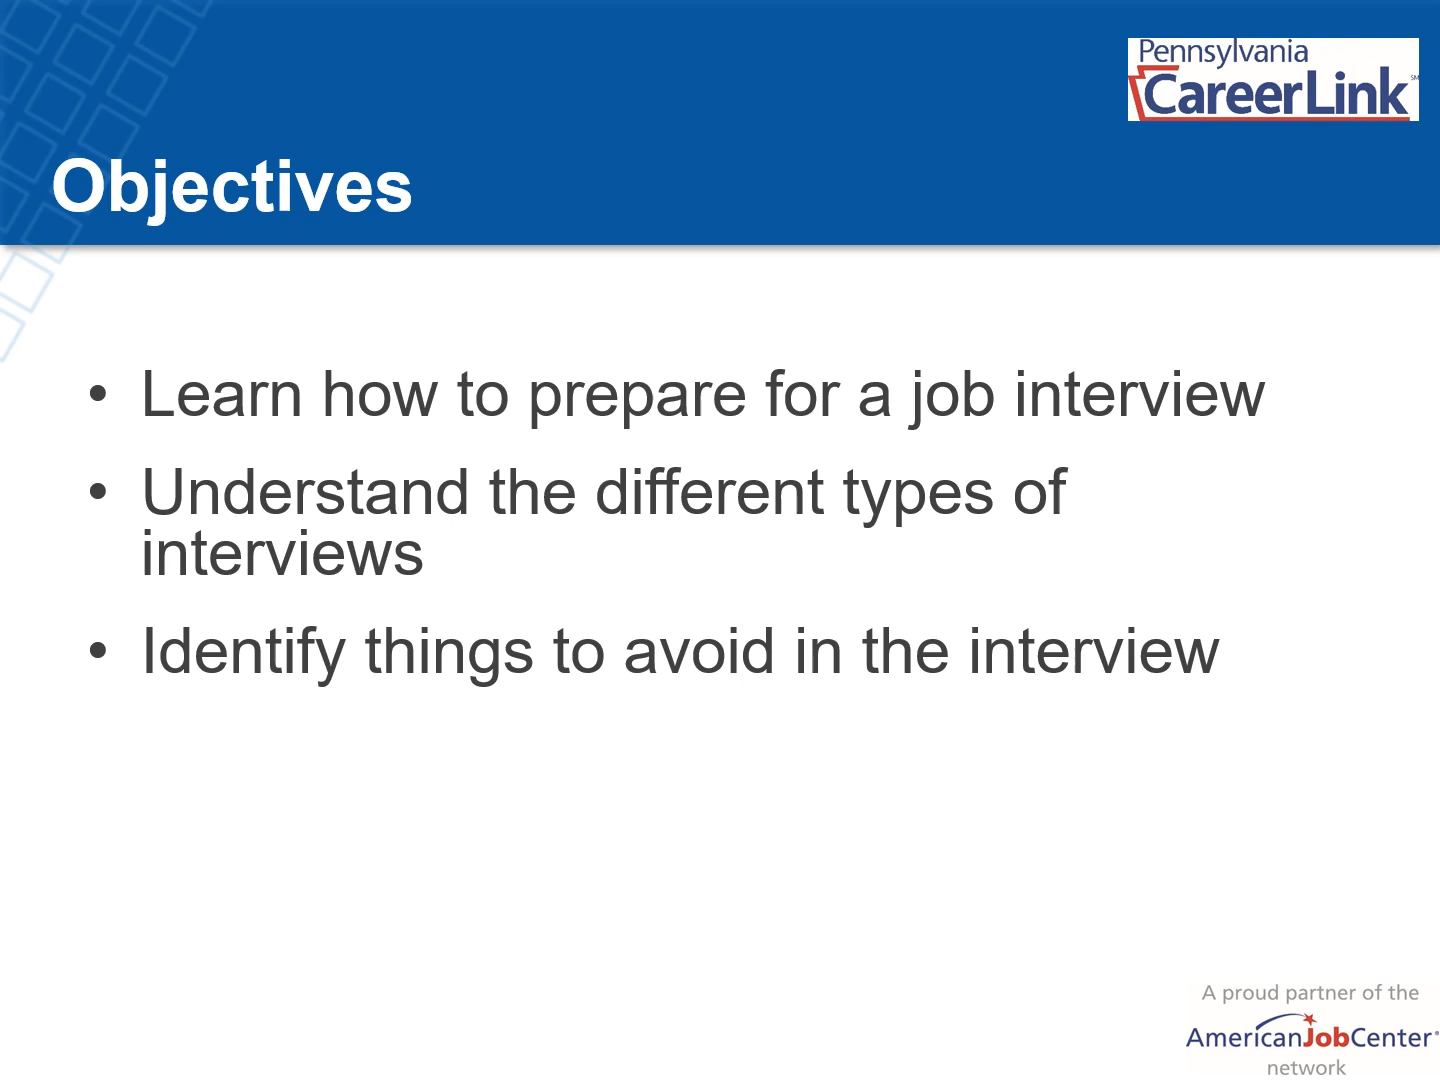 Pennsylvania
CareerLink℠
Objectives
• Learn how to prepare for a job interview
• Understand the different types of
interviews
• Identify things to avoid in the interview
A proud partner of the
AmericanJobCenter®
network